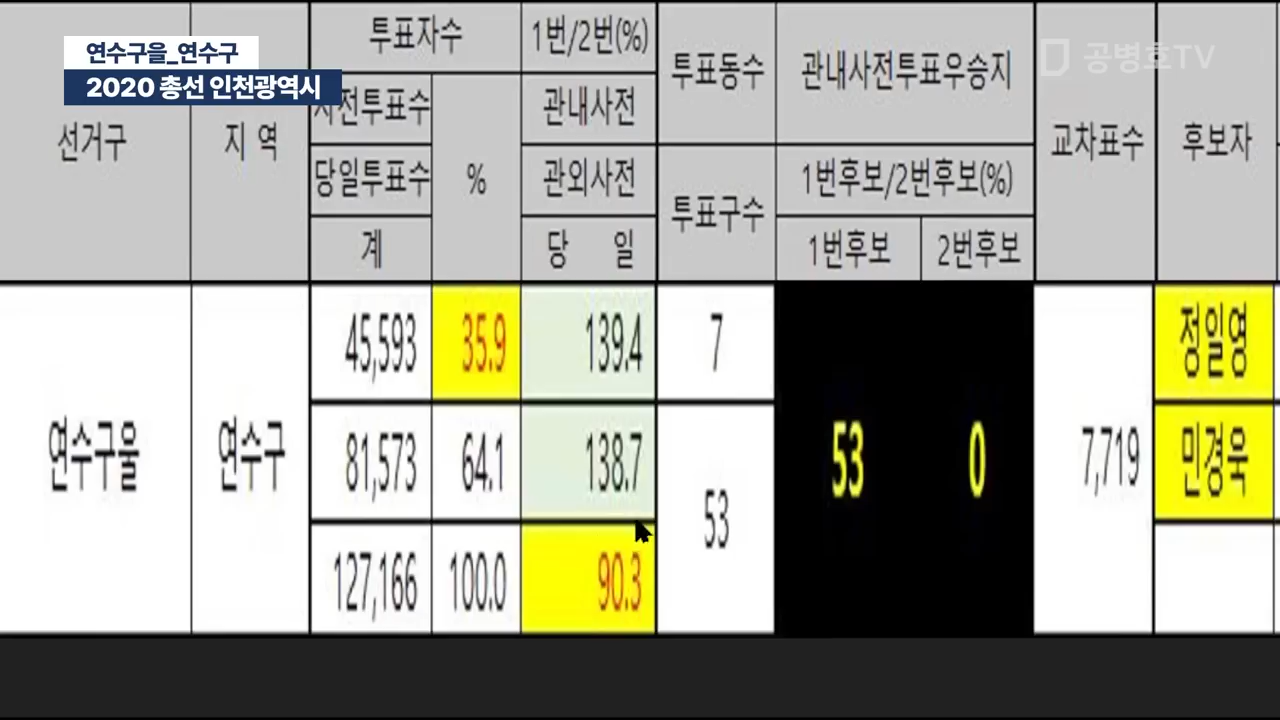 연수구을_연수구
2020 총선 인천광역시
공병호TV
선거구
지 역
투표자수
사전투표수
당일투표수
계
%
1번/2번(%)
관내사전
관외사전
당 일
투표동수
투표구수
관내사전투표우승지
1번후보/2번후보(%)
1번후보
2번후보
교차표수
후보자
연수구울
연수구
45,593
35.9
139.4
81,573
64.1
138.7
127,166
100.0
90.3
7
53
53
0
7,719
정일영
민경욱